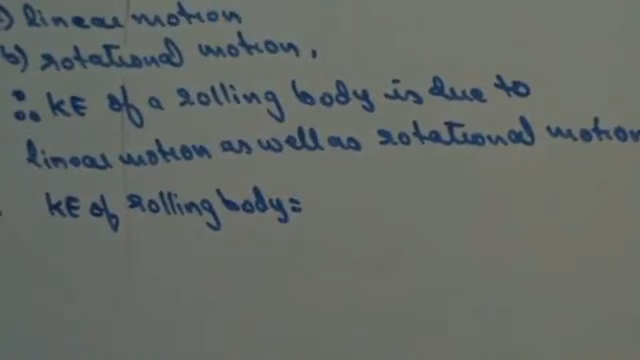 a) linear motion
b) rotational motion.
∴ KE of a rolling body is due to
linear motion as well as rotational motion
KE of rolling body =